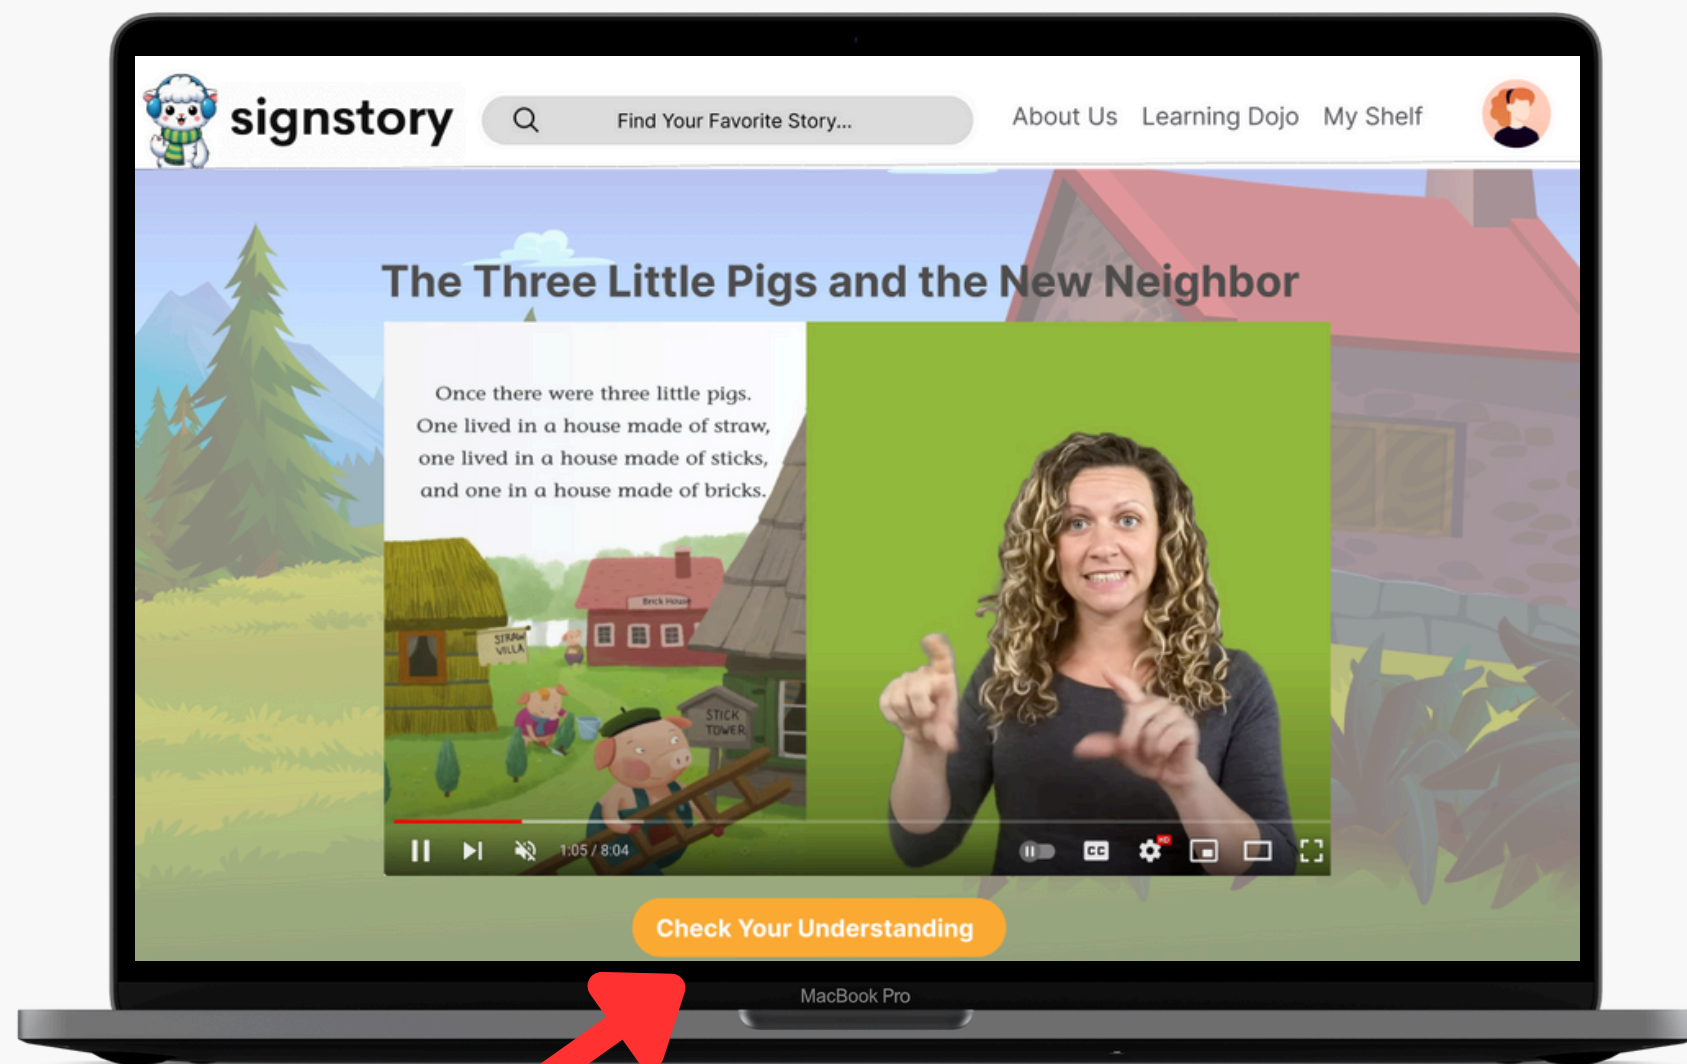 signstory
Find Your Favorite Story...
About Us Learning Dojo My Shelf
The Three Little Pigs and the New Neighbor
Once there were three little pigs.
One lived in a house made of straw,
one lived in a house made of sticks,
and one in a house made of bricks.
Brick House
STRAW
VILLA
STICK
TOWER
1:05 / 8:04
CC
HD
Check Your Understanding
MacBook Pro